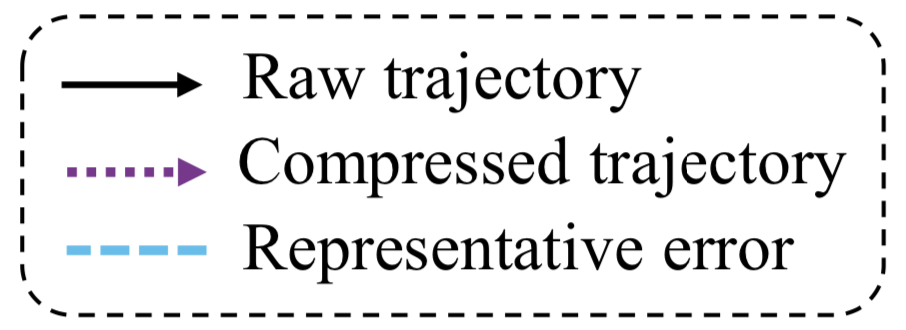 Raw trajectory
Compressed trajectory
Representative error